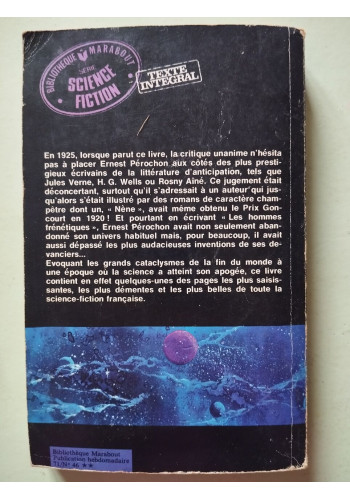 BIBLIOTHÈQUE MARABOUT
SÉRIE
SCIENCE
FICTION
TEXTE
INTÉGRAL
En 1925, lorsque parut ce livre, la critique unanime n'hésita
pas à placer Ernest Pérochon aux côtés des plus presti-
gieux écrivains de la littérature d'anticipation, tels que
Jules Verne, H. G. Wells ou Rosny Aîné. Ce jugement était
déconcertant, surtout qu'il s'adressait à un auteur qui jus-
qu'alors s'était illustré par des romans de caractère cham-
pêtre dont un, « Nêne », avait même obtenu le Prix Gon-
court en 1920 ! Et pourtant en écrivant « Les hommes
frénétiques », Ernest Pérochon avait non seulement aban-
donné son univers habituel mais, pour beaucoup, il avait
aussi dépassé les plus audacieuses inventions de ses de-
vanciers...
Evoquant les grands cataclysmes de la fin du monde à
une époque où la science a atteint son apogée, ce livre
contient en effet quelques-unes des pages les plus saisis-
santes, les plus démentes et les plus belles de toute la
science-fiction française.
Bibliothèque Marabout
Publication hebdomadaire
46 **